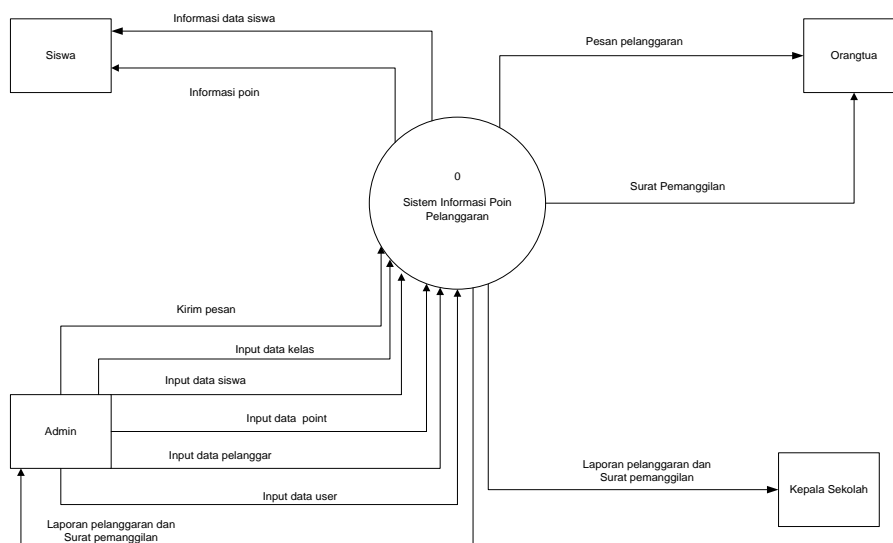 Informasi data siswa
Siswa
Informasi poin
Pesan pelanggaran
Orangtua
0
Sistem Informasi Poin
Pelanggaran
Surat Pemanggilan
Kirim pesan
Input data kelas
Input data siswa
Admin
Input data  point
Input data pelanggar
Input data user
Laporan pelanggaran dan
Surat pemanggilan
Laporan pelanggaran dan
Surat pemanggilan
Kepala Sekolah